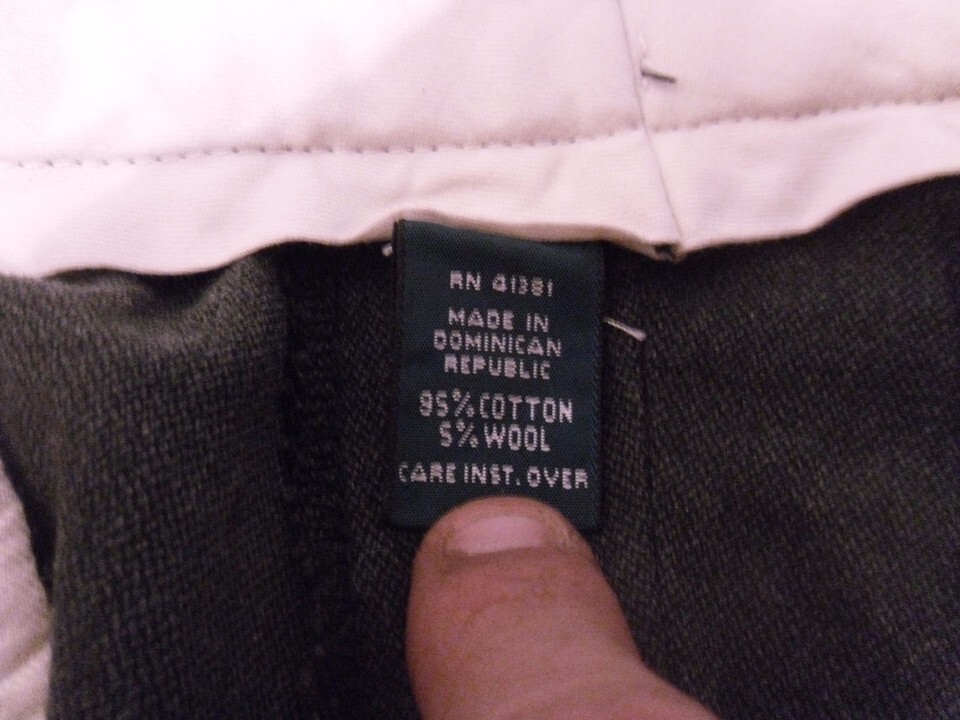 RN 41381
MADE IN
DOMINICAN
REPUBLIC
95% COTTON
5% WOOL
CARE INST. OVER